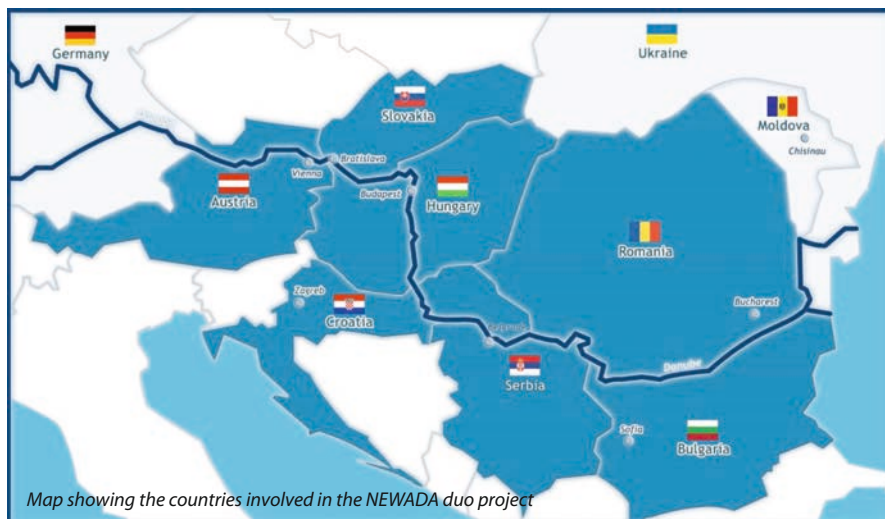 Germany
Ukraine
Slovakia
Moldova
Chisinau
Bratislava
Vienna
Austria
Budapest
Hungary
Romania
Zagreb
Croatia
Bucharest
Danube
Serbia
Sofia
Bulgaria
Map showing the countries involved in the NEWADA duo project